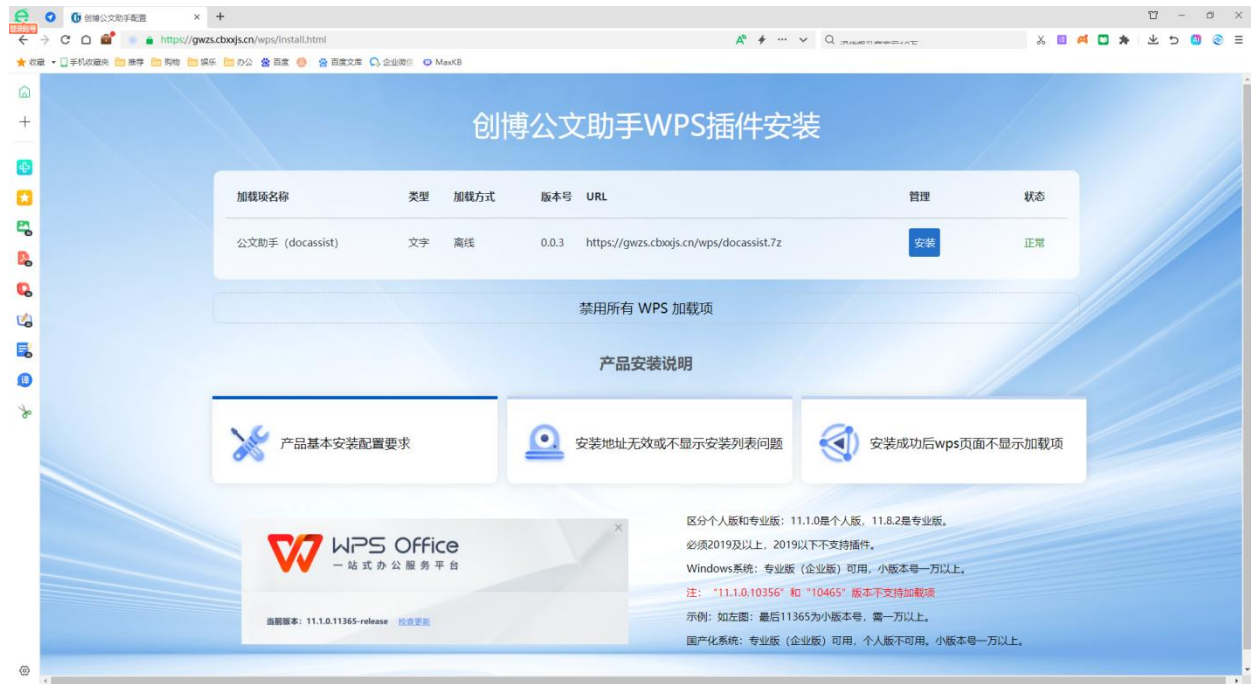 登录账号
创博公文助手配置
https://gwzs.cbxxjs.cn/wps/Install.html
收藏 手机收藏夹 推荐 购物 娱乐 办公 百度 百度文库 企业微信 MaxKB
创博公文助手WPS插件安装
加载项名称 类型 加载方式 版本号 URL 管理 状态
公文助手（docassist） 文字 离线 0.0.3 https://gwzs.cbxxjs.cn/wps/docassist.7z 安装 正常
禁用所有 WPS 加载项
产品安装说明
产品基本安装配置要求
安装地址无效或不显示安装列表问题
安装成功后wps页面不显示加载项
WPS Office
一站式办公服务平台
当前版本：11.1.0.11365-release 检查更新
区分个人版和专业版：11.1.0是个人版，11.8.2是专业版。
必须2019及以上，2019以下不支持插件。
Windows系统：专业版（企业版）可用，小版本号一万以上。
注：“11.1.0.10356”和“10465”版本不支持加载项
示例：如左图：最后11365为小版本号，需一万以上。
国产化系统：专业版（企业版）可用，个人版不可用。小版本号一万以上。